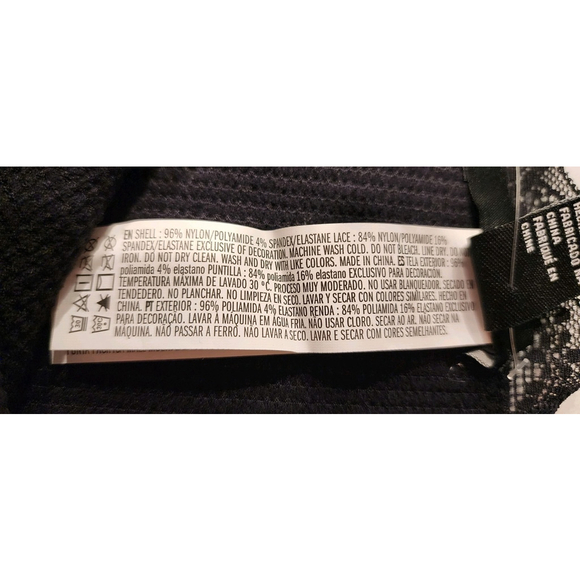 EN SHELL : 96% NYLON/POLYAMIDE 4% SPANDEX/ELASTANE LACE : 84% NYLON/POLYAMIDE 16%
SPANDEX/ELASTANE EXCLUSIVE OF DECORATION. MACHINE WASH COLD. DO NOT BLEACH. LINE DRY. DO
IRON. DO NOT DRY CLEAN. WASH AND DRY WITH LIKE COLORS. MADE IN CHINA. ES TELA EXTERIOR : 96%
poliamida 4% elastano PUNTILLA : 84% poliamida 16% elastano EXCLUSIVO PARA DECORACIÓN.
TEMPERATURA MÁXIMA DE LAVADO 30 °C. PROCESO MUY MODERADO. NO USAR BLANQUEADOR. SECADO EN
TENDEDERO. NO PLANCHAR. NO LIMPIEZA EN SECO. LAVAR Y SECAR CON COLORES SIMILARES. HECHO EN
CHINA. PT EXTERIOR : 96% POLIAMIDA 4% ELASTANO RENDA : 84% POLIAMIDA 16% ELASTANO EXCLUSIVO
PARA DECORAÇÃO. LAVAR À MÁQUINA EM ÁGUA FRIA. NÃO USAR CLORO. SECAR AO AR. NÃO SECAR NA
MÁQUINA. NÃO PASSAR A FERRO. NÃO LAVAR A SECO. LAVAR E SECAR COM CORES SEMELHANTES.
FABRICADO
CHINA
FABRIQUÉ EN
CHINE